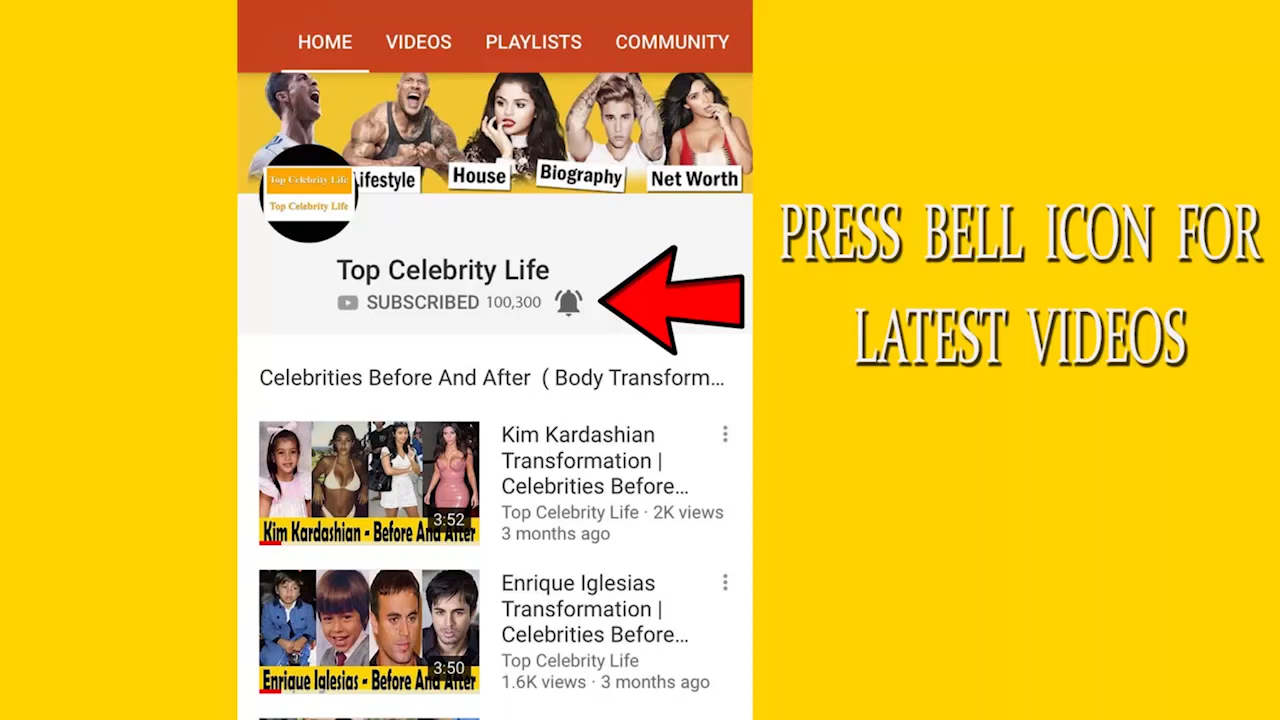 HOME VIDEOS PLAYLISTS COMMUNITY
Lifestyle House Biography Net Worth
Top Celebrity Life
Top Celebrity Life
Top Celebrity Life
SUBSCRIBED 100,300
PRESS BELL ICON FOR
LATEST VIDEOS
Celebrities Before And After ( Body Transform...
Kim Kardashian
Transformation |
Celebrities Before...
Top Celebrity Life · 2K views
3 months ago
3:52
Kim Kardashian - Before And After
Enrique Iglesias
Transformation |
Celebrities Before...
Top Celebrity Life
1.6K views · 3 months ago
3:50
Enrique Iglesias - Before And After